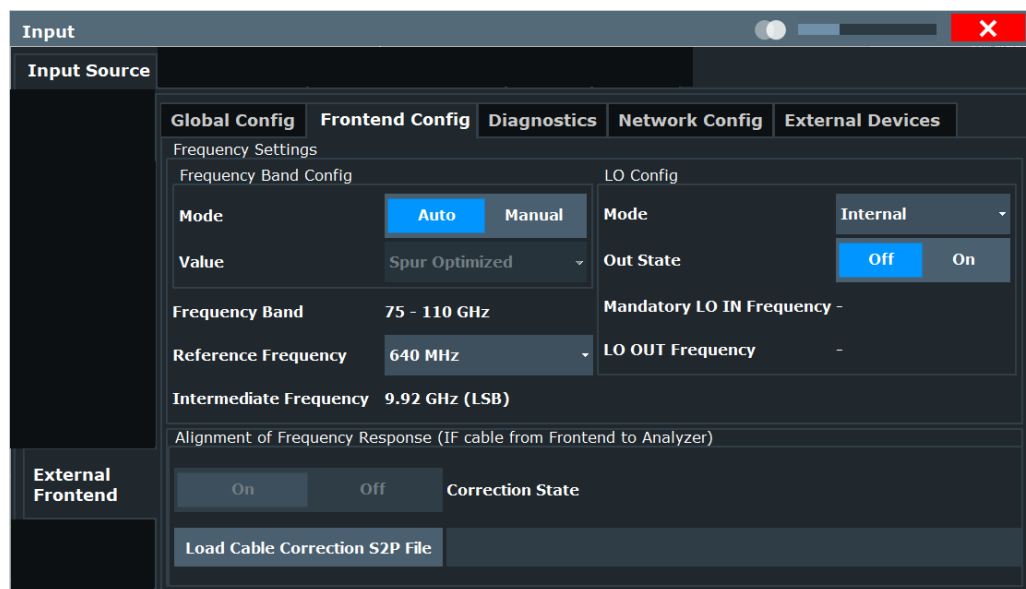 Input
Input Source
Global Config Frontend Config Diagnostics Network Config External Devices
Frequency Settings
Frequency Band Config LO Config
Mode Auto Manual Mode Internal
Value Spur Optimized Out State Off On
Frequency Band 75 - 110 GHz Mandatory LO IN Frequency -
Reference Frequency 640 MHz LO OUT Frequency -
Intermediate Frequency 9.92 GHz (LSB)
Alignment of Frequency Response (IF cable from Frontend to Analyzer)
External
Frontend
On Off Correction State
Load Cable Correction S2P File